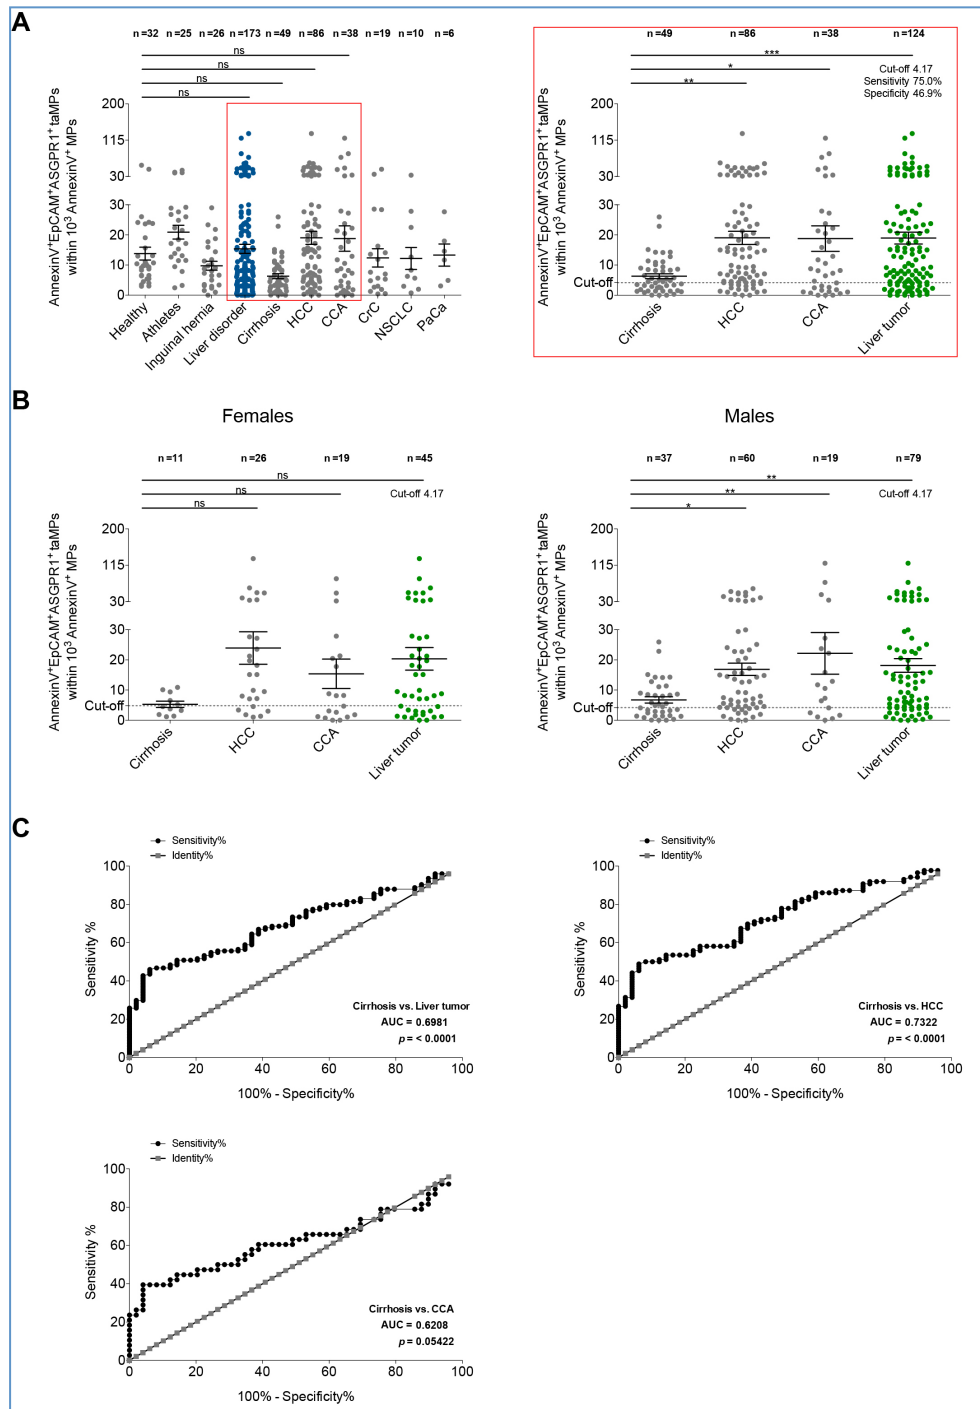 A
n =32 n =25 n =26 n =173 n =49 n =86 n =38 n =19 n =10 n =6
ns
ns
ns
ns
AnnexinV⁺EpCAM⁺ASGPR1⁺ taMPs
within 10³ AnnexinV⁺ MPs
200
115
30
30
20
10
0
Healthy
Athletes
Inguinal hernia
Liver disorder
Cirrhosis
HCC
CCA
CrC
NSCLC
PaCa
n =49 n =86 n =38 n =124
***
*
**
Cut-off 4.17
Sensitivity 75.0%
Specificity 46.9%
AnnexinV⁺EpCAM⁺ASGPR1⁺ taMPs
within 10³ AnnexinV⁺ MPs
200
115
30
30
20
10
Cut-off
0
Cirrhosis
HCC
CCA
Liver tumor
B
Females
n =11 n =26 n =19 n =45
ns
ns
ns
Cut-off 4.17
AnnexinV⁺EpCAM⁺ASGPR1⁺ taMPs
within 10³ AnnexinV⁺ MPs
200
115
30
30
20
10
Cut-off
0
Cirrhosis
HCC
CCA
Liver tumor
Males
n =37 n =60 n =19 n =79
**
**
*
Cut-off 4.17
AnnexinV⁺EpCAM⁺ASGPR1⁺ taMPs
within 10³ AnnexinV⁺ MPs
200
115
30
30
20
10
Cut-off
0
Cirrhosis
HCC
CCA
Liver tumor
C
Sensitivity%
Identity%
Sensitivity %
100
80
60
40
20
0
Cirrhosis vs. Liver tumor
AUC = 0.6981
p = < 0.0001
0 20 40 60 80 100
100% - Specificity%
Sensitivity%
Identity%
Sensitivity %
100
80
60
40
20
0
Cirrhosis vs. HCC
AUC = 0.7322
p = < 0.0001
0 20 40 60 80 100
100% - Specificity%
Sensitivity%
Identity%
Sensitivity %
100
80
60
40
20
0
Cirrhosis vs. CCA
AUC = 0.6208
p = 0.05422
0 20 40 60 80 100
100% - Specificity%